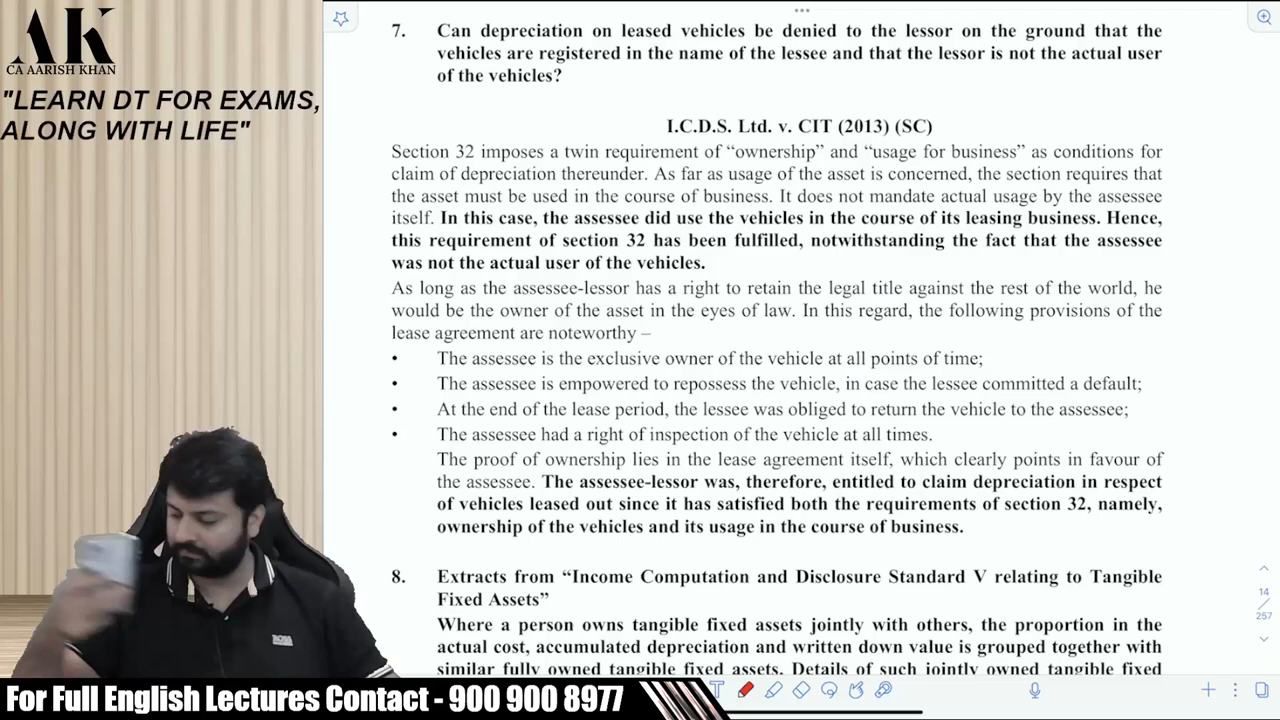 AK
CA AARISH KHAN
"LEARN DT FOR EXAMS,
ALONG WITH LIFE"
7. Can depreciation on leased vehicles be denied to the lessor on the ground that the
vehicles are registered in the name of the lessee and that the lessor is not the actual user
of the vehicles?
I.C.D.S. Ltd. v. CIT (2013) (SC)
Section 32 imposes a twin requirement of “ownership” and “usage for business” as conditions for
claim of depreciation thereunder. As far as usage of the asset is concerned, the section requires that
the asset must be used in the course of business. It does not mandate actual usage by the assessee
itself. In this case, the assessee did use the vehicles in the course of its leasing business. Hence,
this requirement of section 32 has been fulfilled, notwithstanding the fact that the assessee
was not the actual user of the vehicles.
As long as the assessee-lessor has a right to retain the legal title against the rest of the world, he
would be the owner of the asset in the eyes of law. In this regard, the following provisions of the
lease agreement are noteworthy –
• The assessee is the exclusive owner of the vehicle at all points of time;
• The assessee is empowered to repossess the vehicle, in case the lessee committed a default;
• At the end of the lease period, the lessee was obliged to return the vehicle to the assessee;
• The assessee had a right of inspection of the vehicle at all times.
The proof of ownership lies in the lease agreement itself, which clearly points in favour of
the assessee. The assessee-lessor was, therefore, entitled to claim depreciation in respect
of vehicles leased out since it has satisfied both the requirements of section 32, namely,
ownership of the vehicles and its usage in the course of business.
8. Extracts from “Income Computation and Disclosure Standard V relating to Tangible
Fixed Assets”
Where a person owns tangible fixed assets jointly with others, the proportion in the
actual cost, accumulated depreciation and written down value is grouped together with
similar fully owned tangible fixed assets. Details of such jointly owned tangible fixed
14
257
For Full English Lectures Contact - 900 900 8977